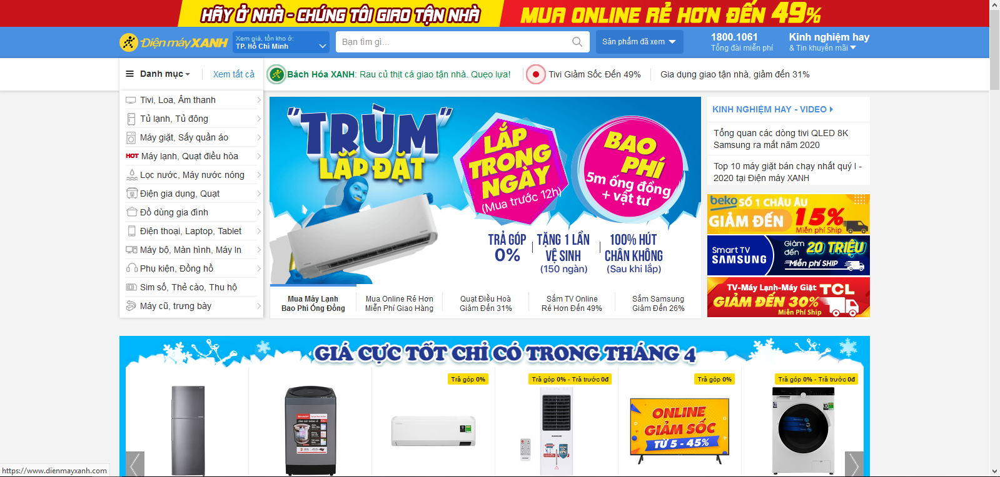 HÃY Ở NHÀ - CHÚNG TÔI GIAO TẬN NHÀ
MUA ONLINE RẺ HƠN ĐẾN 49%
Điện máy XANH
Xem giá, tồn kho ở:
TP. Hồ Chí Minh
Bạn tìm gì...
Sản phẩm đã xem
1800.1061
Tổng đài miễn phí
Kinh nghiệm hay
& Tin khuyến mãi
Danh mục
Xem tất cả
Bách Hóa XANH: Rau củ thịt cá giao tận nhà. Quẹo lựa!
Tivi Giảm Sốc Đến 49%
Gia dụng giao tận nhà, giảm đến 31%
Tivi, Loa, Âm thanh
Tủ lạnh, Tủ đông
Máy giặt, Sấy quần áo
HOT Máy lạnh, Quạt điều hòa
Lọc nước, Máy nước nóng
Điện gia dụng, Quạt
Đồ dùng gia đình
Điện thoại, Laptop, Tablet
Máy bộ, Màn hình, Máy In
Phụ kiện, Đồng hồ
Sim số, Thẻ cào, Thu hộ
Máy cũ, trưng bày
"TRÙM"
LẮP ĐẶT
LẮP
TRONG
NGÀY
(Mua trước 12h)
BAO
PHÍ
5m ống đồng
+ vật tư
TRẢ GÓP
0%
TẶNG 1 LẦN
VỆ SINH
(150 ngàn)
100% HÚT
CHÂN KHÔNG
(Sau khi lắp)
Mua Máy Lạnh
Bao Phí Ống Đồng
Mua Online Rẻ Hơn
Miễn Phí Giao Hàng
Quạt Điều Hoà
Giảm Đến 31%
Sắm TV Online
Rẻ Hơn Đến 49%
Sắm Samsung
Giảm Đến 26%
KINH NGHIỆM HAY - VIDEO
Tổng quan các dòng tivi QLED 8K
Samsung ra mắt năm 2020
Top 10 máy giặt bán chạy nhất quý I -
2020 tại Điện máy XANH
beko SỐ 1 CHÂU ÂU
GIẢM ĐẾN 15%
Miễn phí Ship
Smart TV
SAMSUNG
Giảm
đến 20 TRIỆU
Miễn phí SHIP
TV-Máy Lạnh-Máy Giặt TCL
GIẢM ĐẾN 30%
Miễn Phí Ship
GIÁ CỰC TỐT CHỈ CÓ TRONG THÁNG 4
Trả góp 0%
Trả góp 0% - Trả trước 0đ
Trả góp 0%
Trả góp 0% - Trả trước 0đ
SHARP
ONLINE
GIẢM SỐC
TỪ 5 - 45%
https://www.dienmayxanh.com